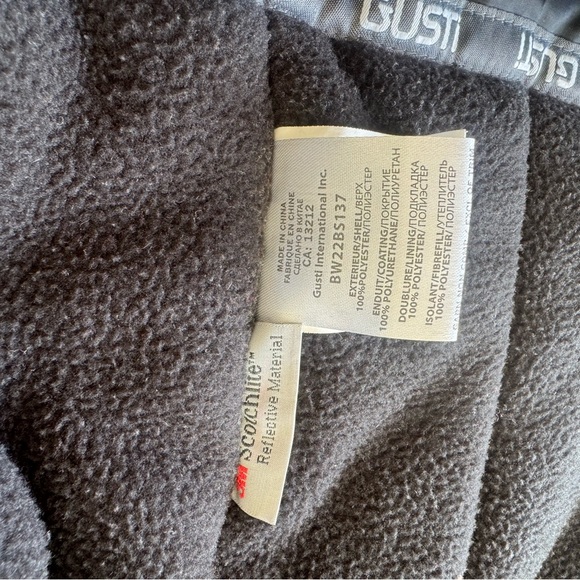 GUSTI
GUSTI
MADE IN CHINA
FABRIQUE EN CHINE
СДЕЛАНО В КИТАЕ
CA: 13212
Gusti International Inc.
BW22BS137
EXTERIEUR/SHELL/ВЕРХ
100%POLYESTER/ПОЛИЭСТЕР
ENDUIT/COATING/ПОКРЫТИЕ
100% POLYURETHANE/ПОЛИУРЕТАН
DOUBLURE/LINING/ПОДКЛАДКА
100% POLYESTER/ ПОЛИЭСТЕР
ISOLANT/FIBREFILL/УТЕПЛИТЕЛЬ
100% POLYESTER/ ПОЛИЭСТЕР
3M Scotchlite™
Reflective Material